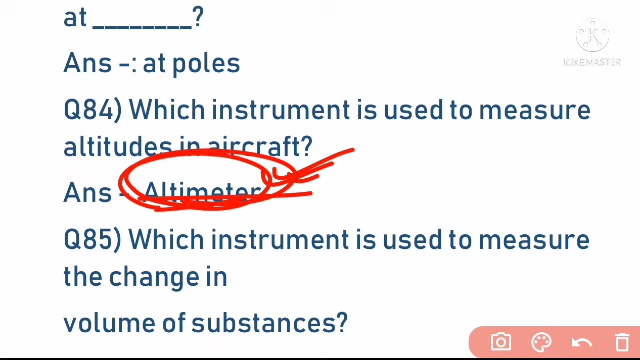 at ________?
Ans -: at poles
K
KINEMASTER
Q84) Which instrument is used to measure
altitudes in aircraft?
Ans -: Altimeter
Q85) Which instrument is used to measure
the change in
volume of substances?